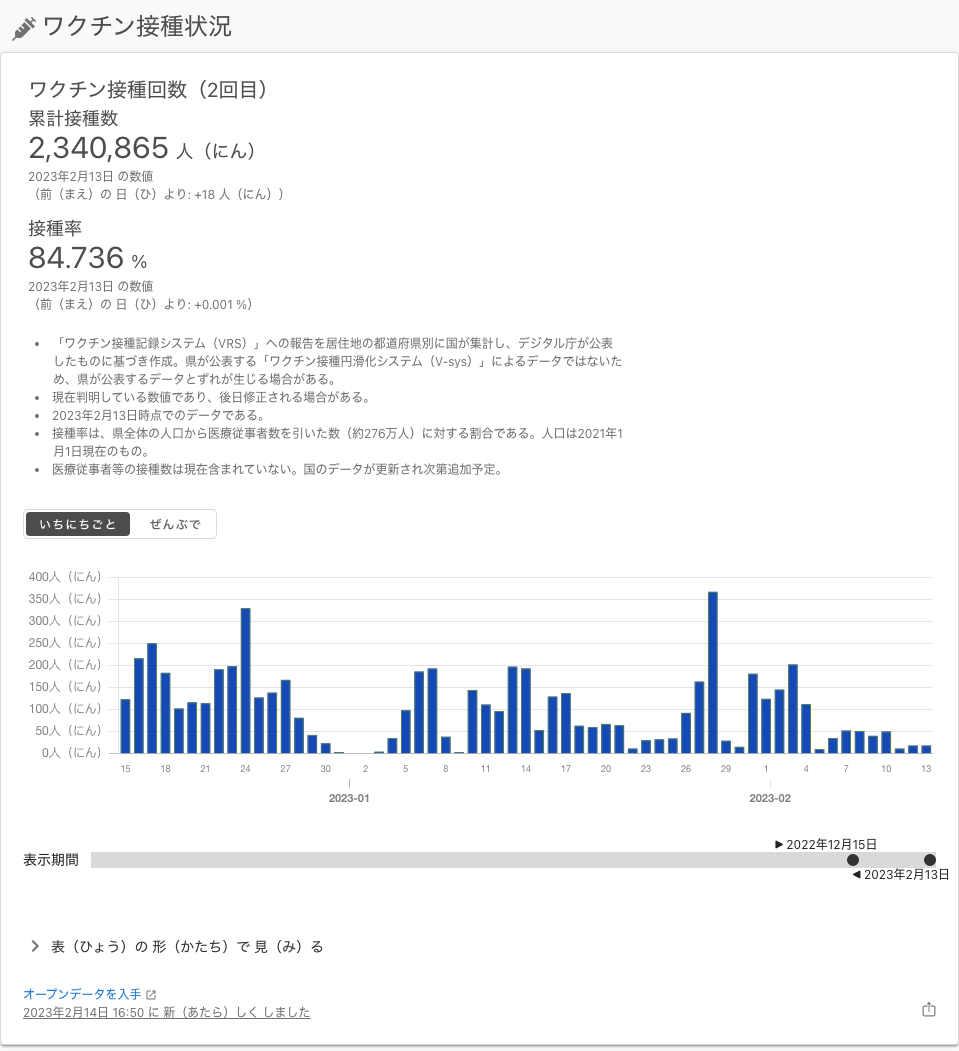 ワクチン接種状況
ワクチン接種回数（2回目）
累計接種数
2,340,865 人（にん）
2023年2月13日 の数値
（前（まえ）の 日（ひ）より: +18 人（にん））
接種率
84.736 %
2023年2月13日 の数値
（前（まえ）の 日（ひ）より: +0.001 %）
• 「ワクチン接種記録システム（VRS）」への報告を居住地の都道府県別に国が集計し、デジタル庁が公表
したものに基づき作成。県が公表する「ワクチン接種円滑化システム（V-sys）」によるデータではないた
め、県が公表するデータとずれが生じる場合がある。
• 現在判明している数値であり、後日修正される場合がある。
• 2023年2月13日時点でのデータである。
• 接種率は、県全体の人口から医療従事者数を引いた数（約276万人）に対する割合である。人口は2021年1
月1日現在のもの。
• 医療従事者等の接種数は現在含まれていない。国のデータが更新され次第追加予定。
いちにちごと ぜんぶで
400人（にん）
350人（にん）
300人（にん）
250人（にん）
200人（にん）
150人（にん）
100人（にん）
50人（にん）
0人（にん）
15 18 21 24 27 30 2 5 8 11 14 17 20 23 26 29 1 4 7 10 13
2023-01 2023-02
▶ 2022年12月15日
表示期間
◀ 2023年2月13日
表（ひょう）の 形（かたち）で 見（み）る
オープンデータを入手
2023年2月14日 16:50 に 新（あたら）しく しました